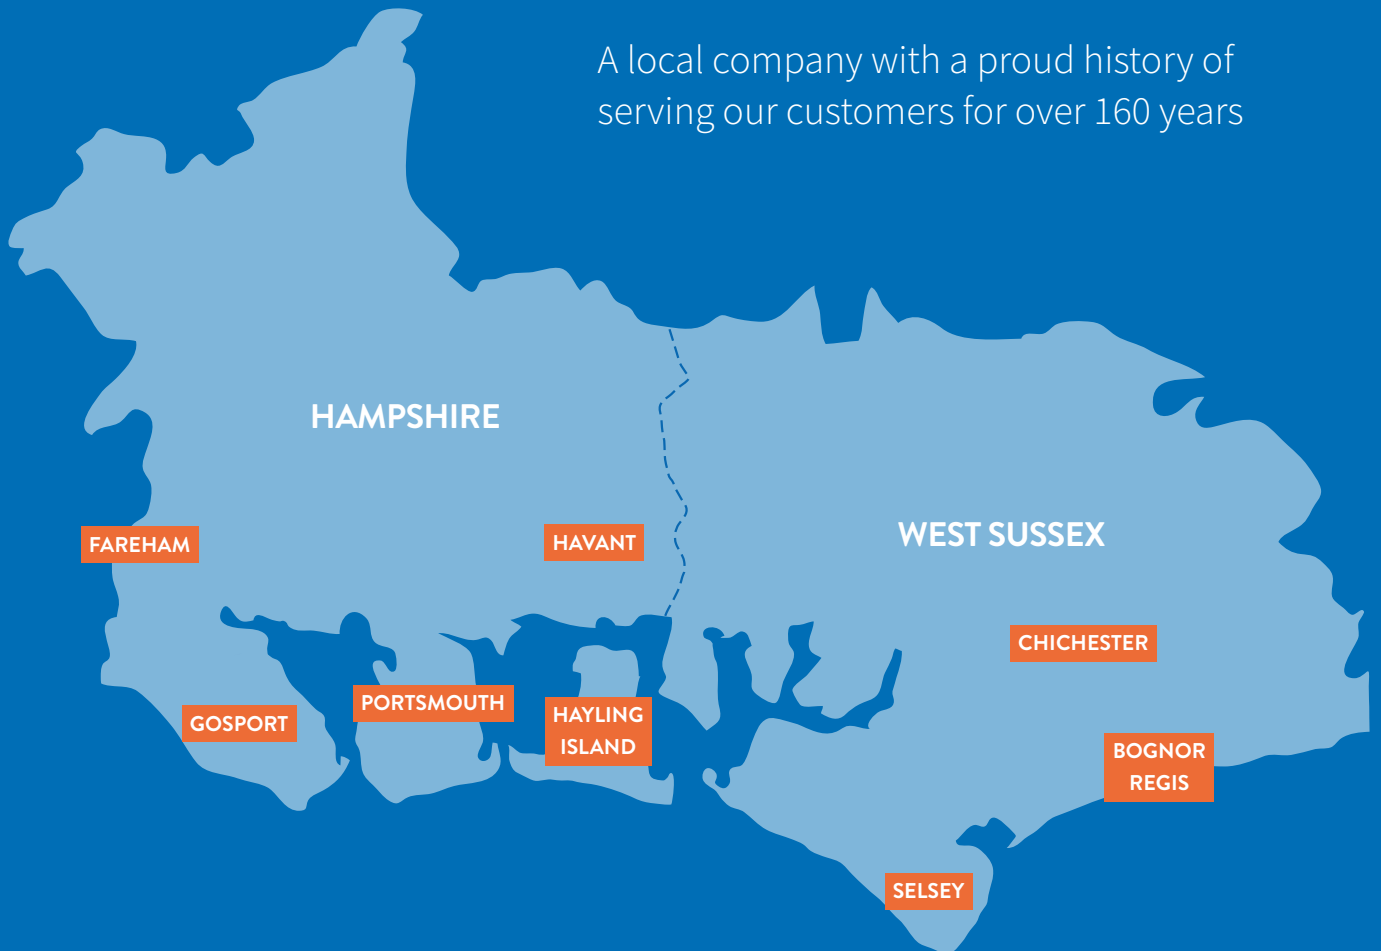 A local company with a proud history of
serving our customers for over 160 years
HAMPSHIRE
WEST SUSSEX
FAREHAM
HAVANT
CHICHESTER
PORTSMOUTH
GOSPORT
HAYLING
ISLAND
BOGNOR
REGIS
SELSEY